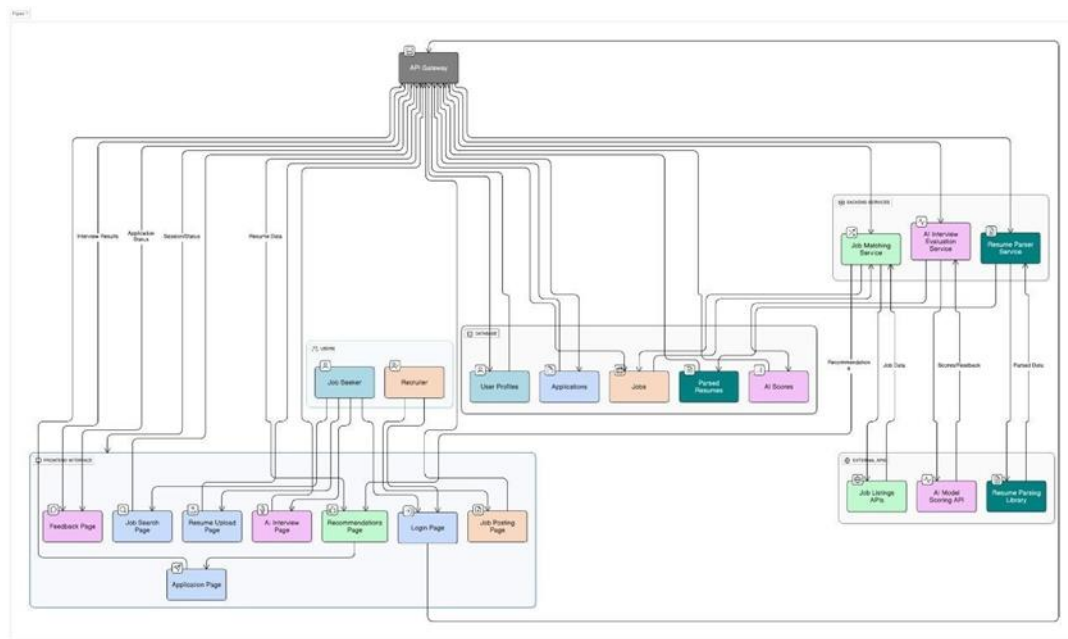 Figure 1
API Gateway
BACKEND SERVICES
Job Matching
Service
AI Interview
Evaluation
Service
Resume Parser
Service
Interview Results
Application
Status
Session/Status
Resume Data
USERS
Job Seeker
Recruiter
DATABASE
User Profiles
Applications
Jobs
Parsed
Resumes
AI Scores
Recommendation
s
Job Data
Scores/Feedback
Parsed Data
FRONTEND INTERFACE
Feedback Page
Job Search
Page
Resume Upload
Page
AI Interview
Page
Recommendations
Page
Login Page
Job Posting
Page
Application Page
EXTERNAL APIS
Job Listings
APIs
AI Model
Scoring API
Resume Parsing
Library